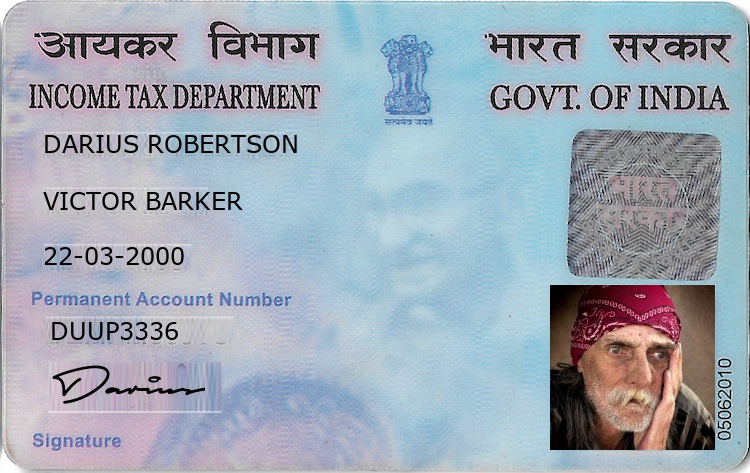 आयकर विभाग
भारत सरकार
INCOME TAX DEPARTMENT
GOVT. OF INDIA
सत्यमेव जयते
DARIUS ROBERTSON
VICTOR BARKER
22-03-2000
भारत
सरकार
Permanent Account Number
DUUP3336
Darius
05062010
Signature